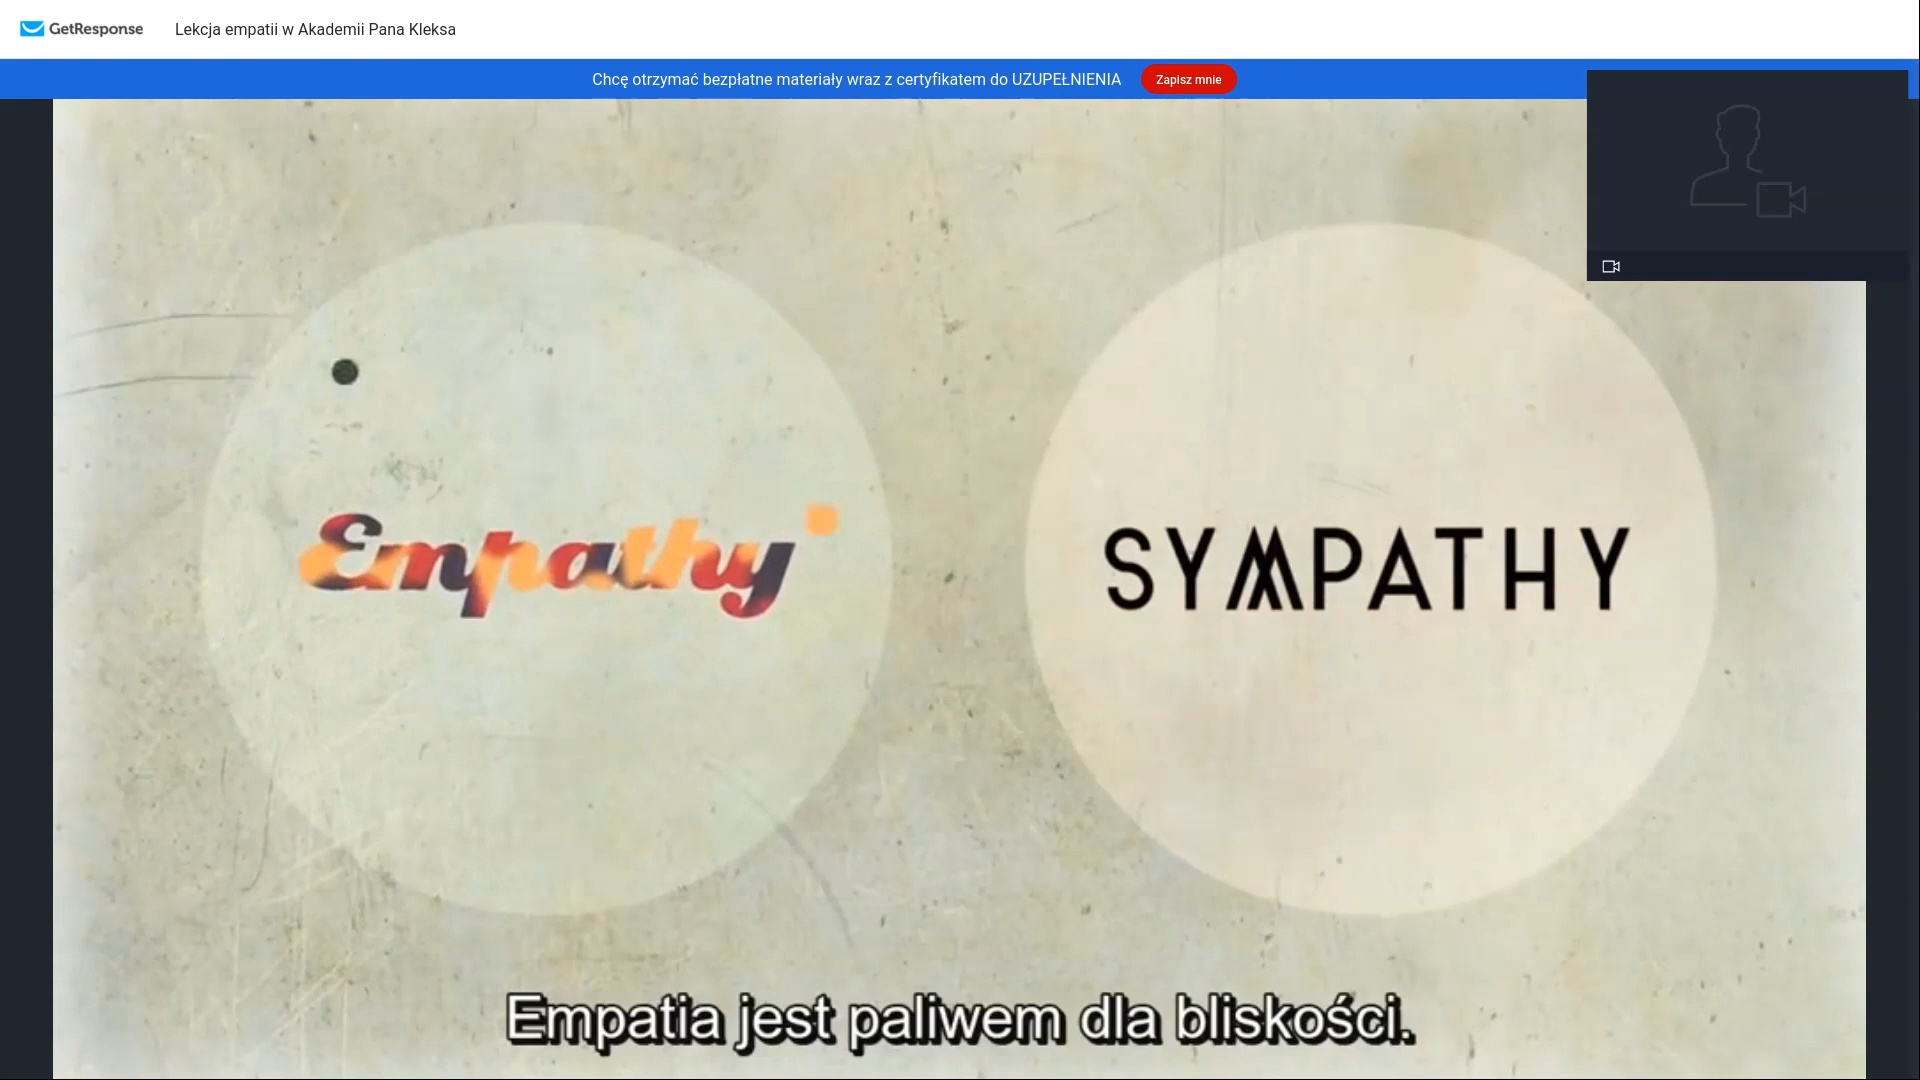 GetResponse
Lekcja empatii w Akademii Pana Kleksa
Chcę otrzymać bezpłatne materiały wraz z certyfikatem do UZUPEŁNIENIA
Zapisz mnie
Empathy
SYMPATHY
Empatia jest paliwem dla bliskości.